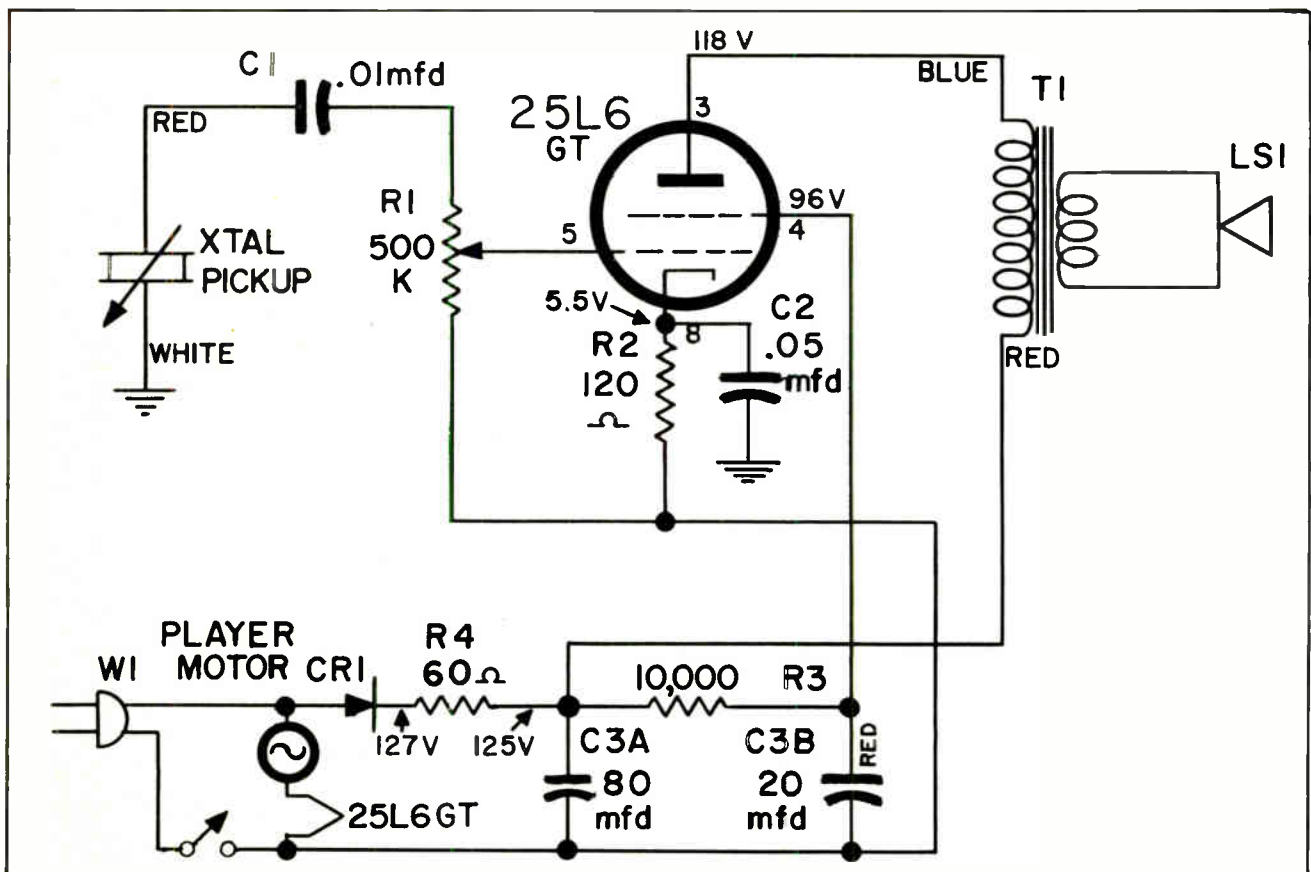 C1
.01mfd
RED
XTAL
PICKUP
WHITE
R1
500
K
25L6
GT
118 V
3
BLUE
T1
LS1
96V
4
5
5.5V
8
R2
120
Ω
C2
.05
mfd
RED
PLAYER
MOTOR
W1
CR1
R4
60Ω
127V
125V
10,000
R3
C3A
80
mfd
C3B
20
mfd
RED
25L6GT